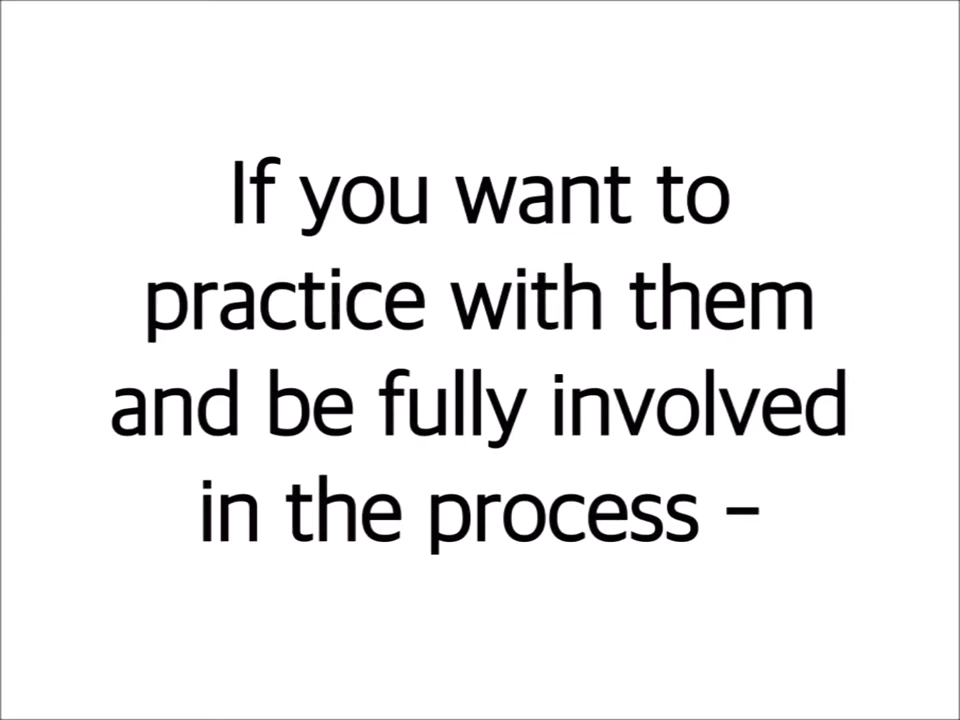 If you want to
practice with them
and be fully involved
in the process -